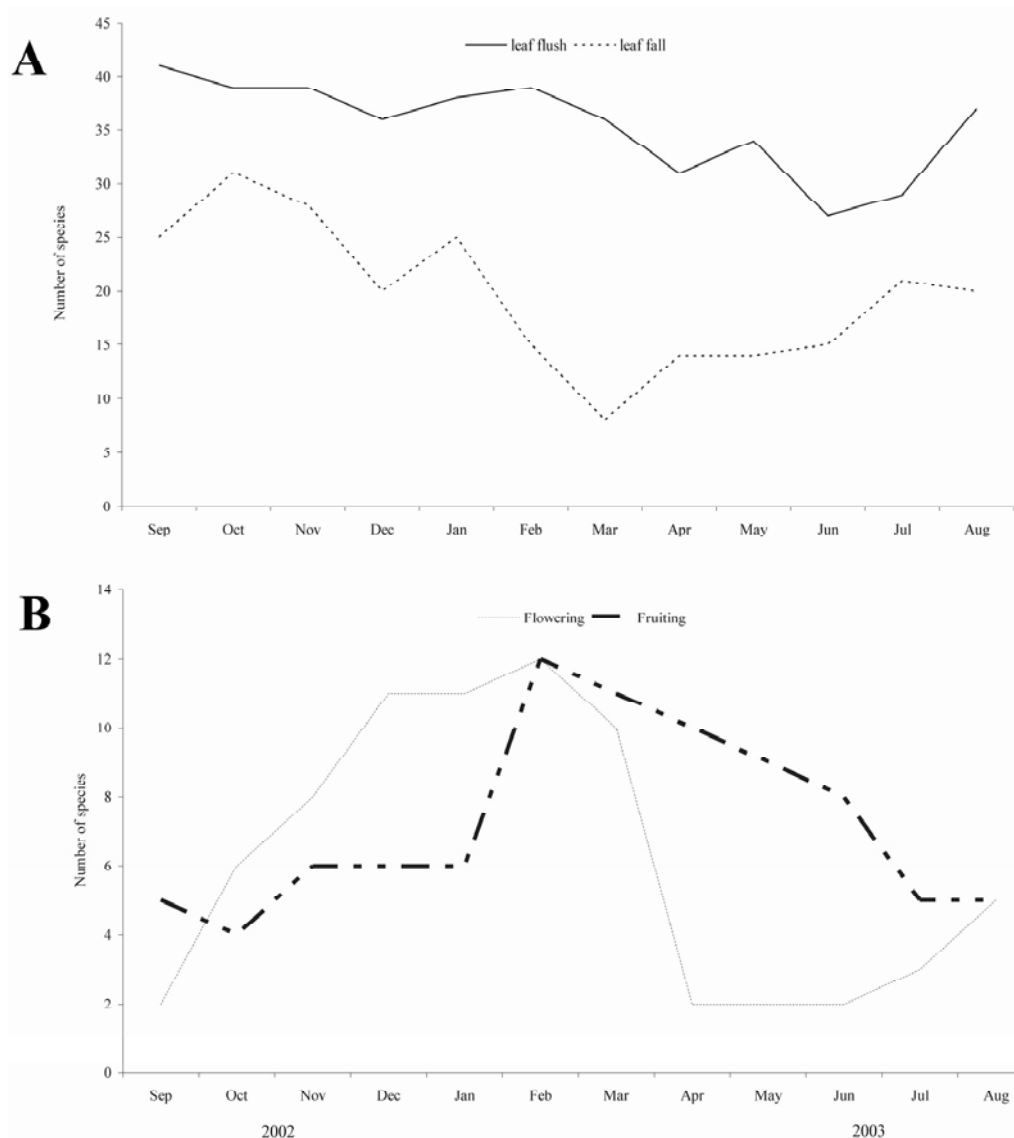 A
leaf flush leaf fall
45
40
35
30
25
20
15
10
5
0
Number of species
Sep Oct Nov Dec Jan Feb Mar Apr May Jun Jul Aug
B
Flowering Fruiting
14
12
10
8
6
4
2
0
Number of species
Sep Oct Nov Dec Jan Feb Mar Apr May Jun Jul Aug
2002 2003